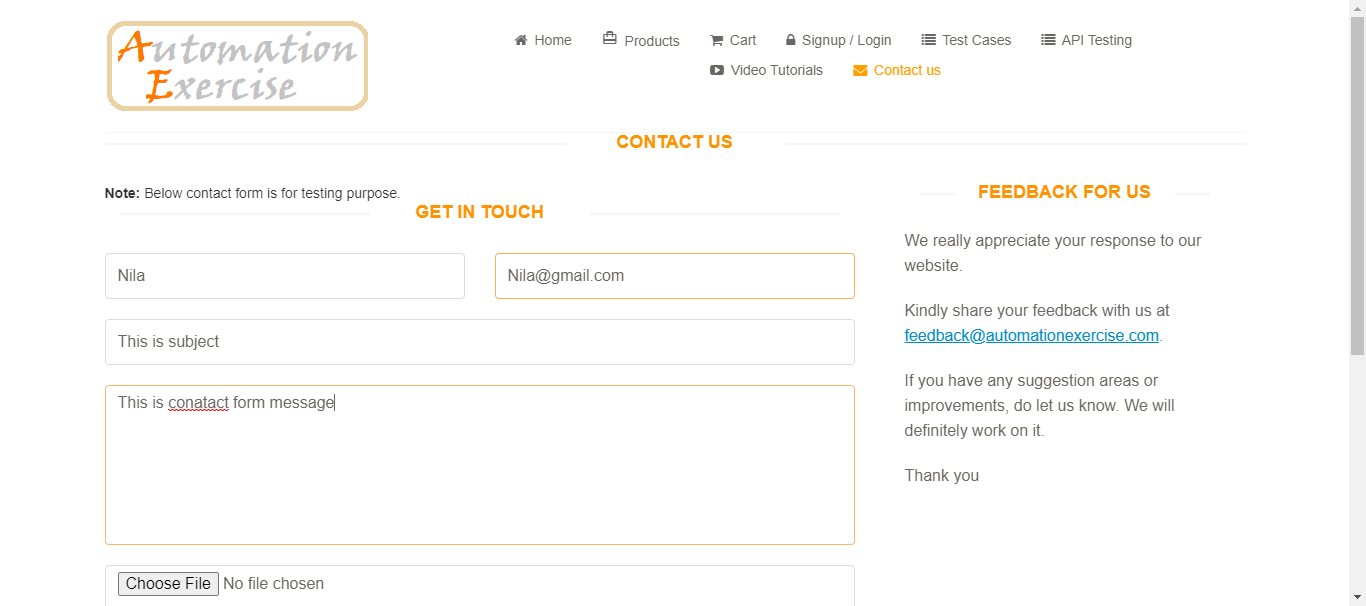 Automation
Exercise
Home Products Cart Signup / Login Test Cases API Testing
Video Tutorials Contact us
CONTACT US
Note: Below contact form is for testing purpose.
GET IN TOUCH
Nila Nila@gmail.com
This is subject
This is conatact form message
Choose File No file chosen
FEEDBACK FOR US
We really appreciate your response to our
website.
Kindly share your feedback with us at
feedback@automationexercise.com.
If you have any suggestion areas or
improvements, do let us know. We will
definitely work on it.
Thank you